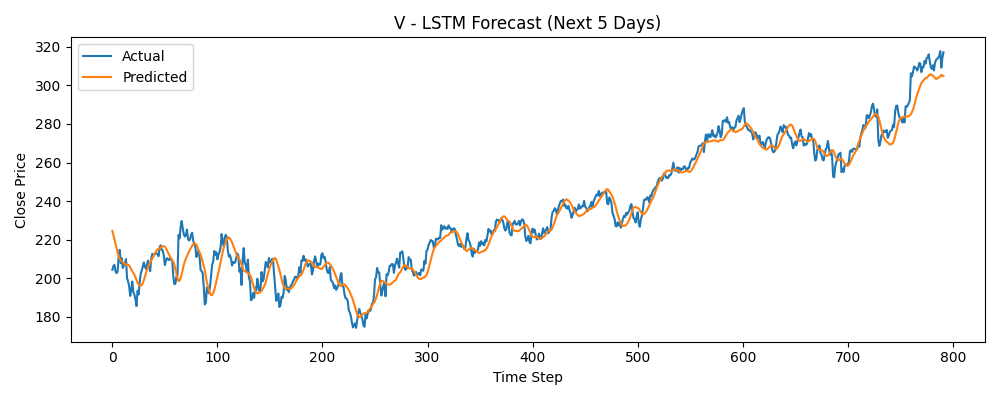 V - LSTM Forecast (Next 5 Days)
Actual
Predicted
Close Price
320
300
280
260
240
220
200
180
0 100 200 300 400 500 600 700 800
Time Step